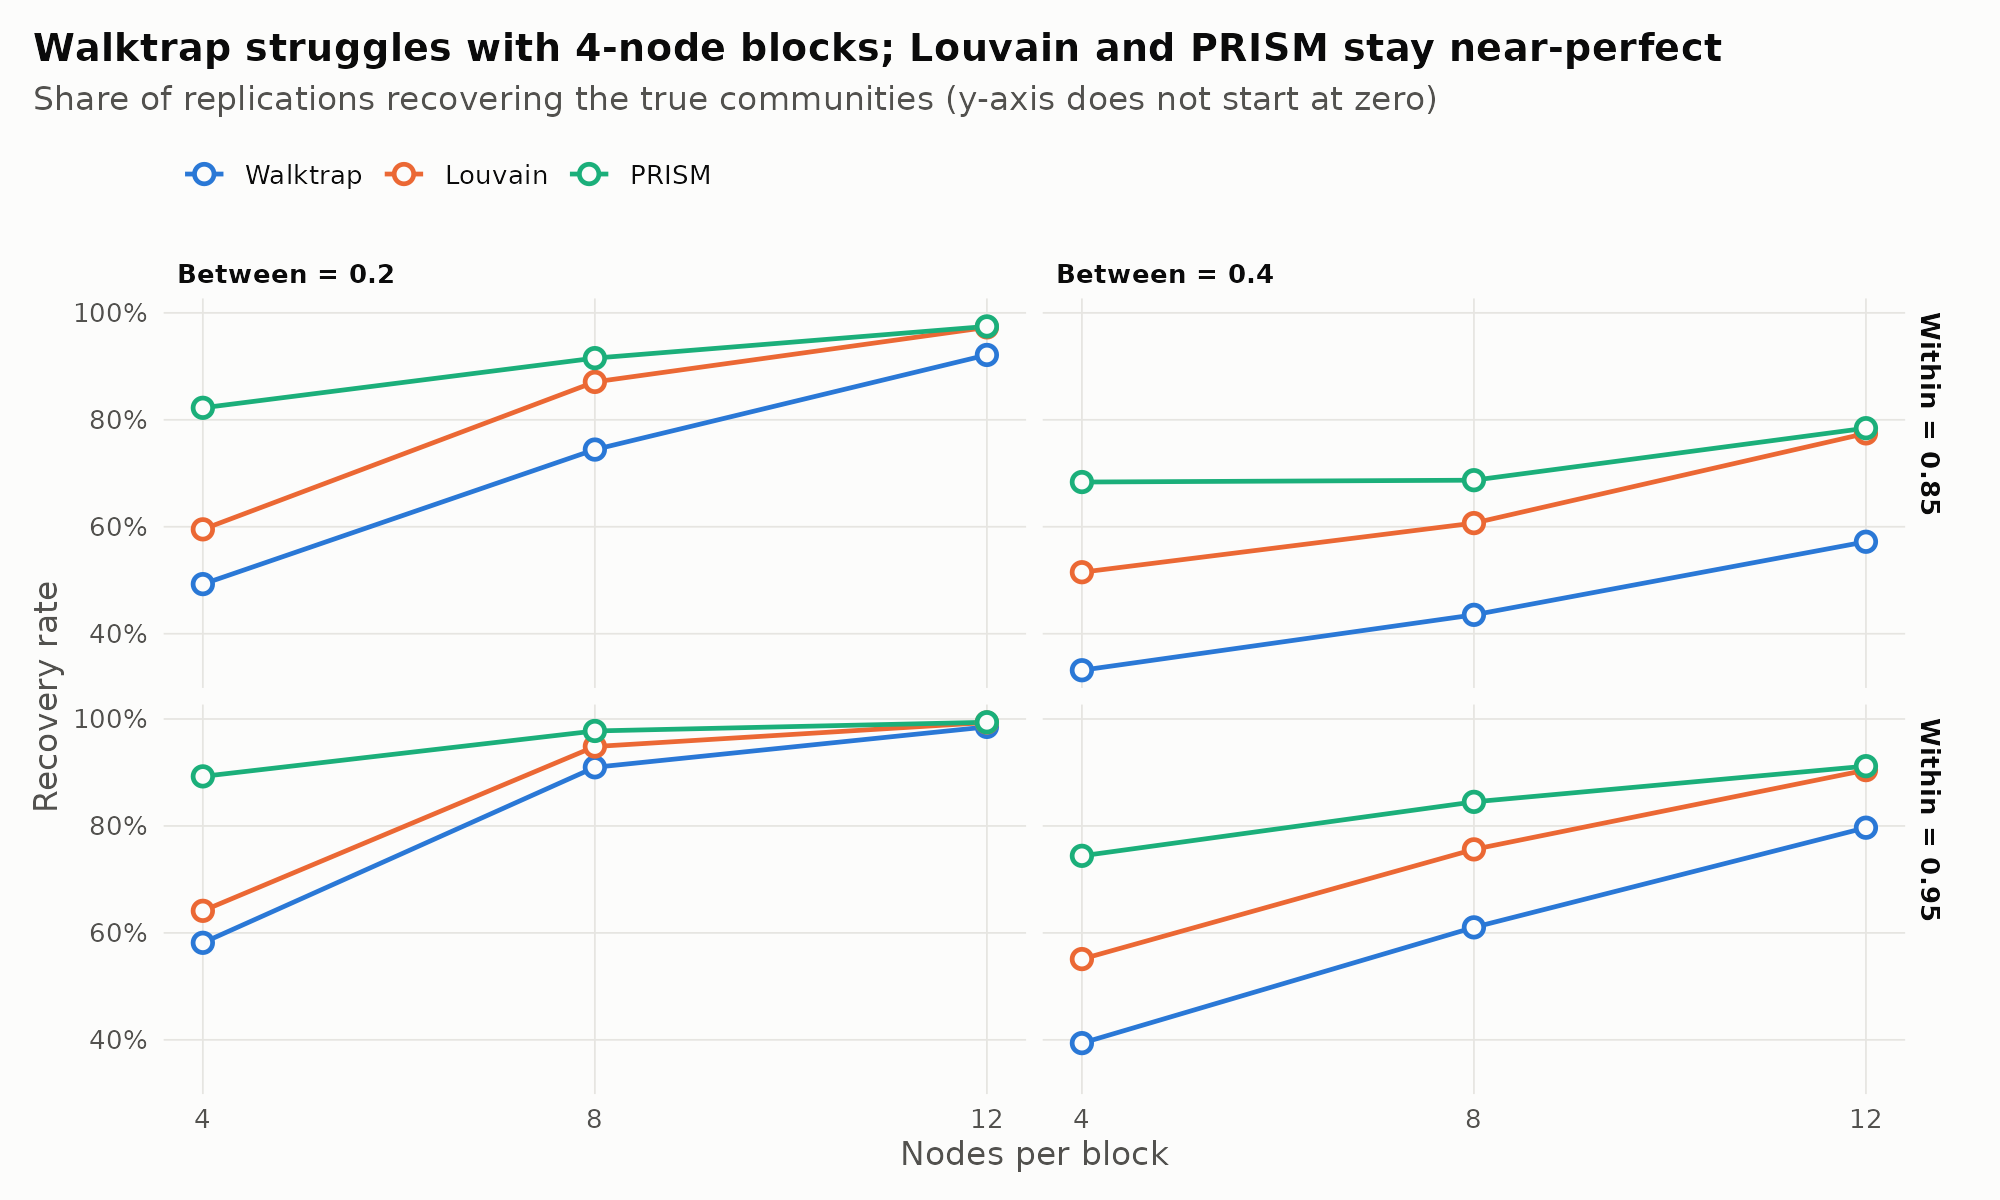 Walktrap struggles with 4-node blocks; Louvain and PRISM stay near-perfect
Share of replications recovering the true communities (y-axis does not start at zero)
Walktrap Louvain PRISM
Between = 0.2 Between = 0.4
100%
80%
60%
40%
Within = 0.85
Recovery rate
100%
80%
60%
40%
Within = 0.95
4 8 12 4 8 12
Nodes per block